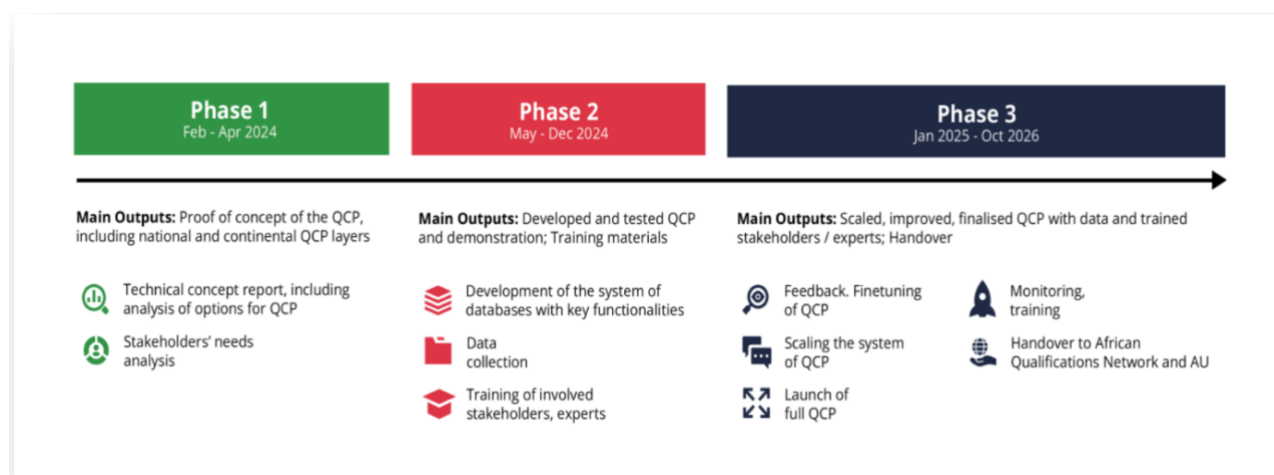 Phase 1
Feb - Apr 2024
Phase 2
May - Dec 2024
Phase 3
Jan 2025 - Oct 2026
Main Outputs: Proof of concept of the QCP,
including national and continental QCP layers
Technical concept report, including
analysis of options for QCP
Stakeholders' needs
analysis
Main Outputs: Developed and tested QCP
and demonstration; Training materials
Development of the system of
databases with key functionalities
Data
collection
Training of involved
stakeholders, experts
Main Outputs: Scaled, improved, finalised QCP with data and trained
stakeholders / experts; Handover
Feedback. Finetuning
of QCP
Scaling the system
of QCP
Launch of
full QCP
Monitoring,
training
Handover to African
Qualifications Network and AU